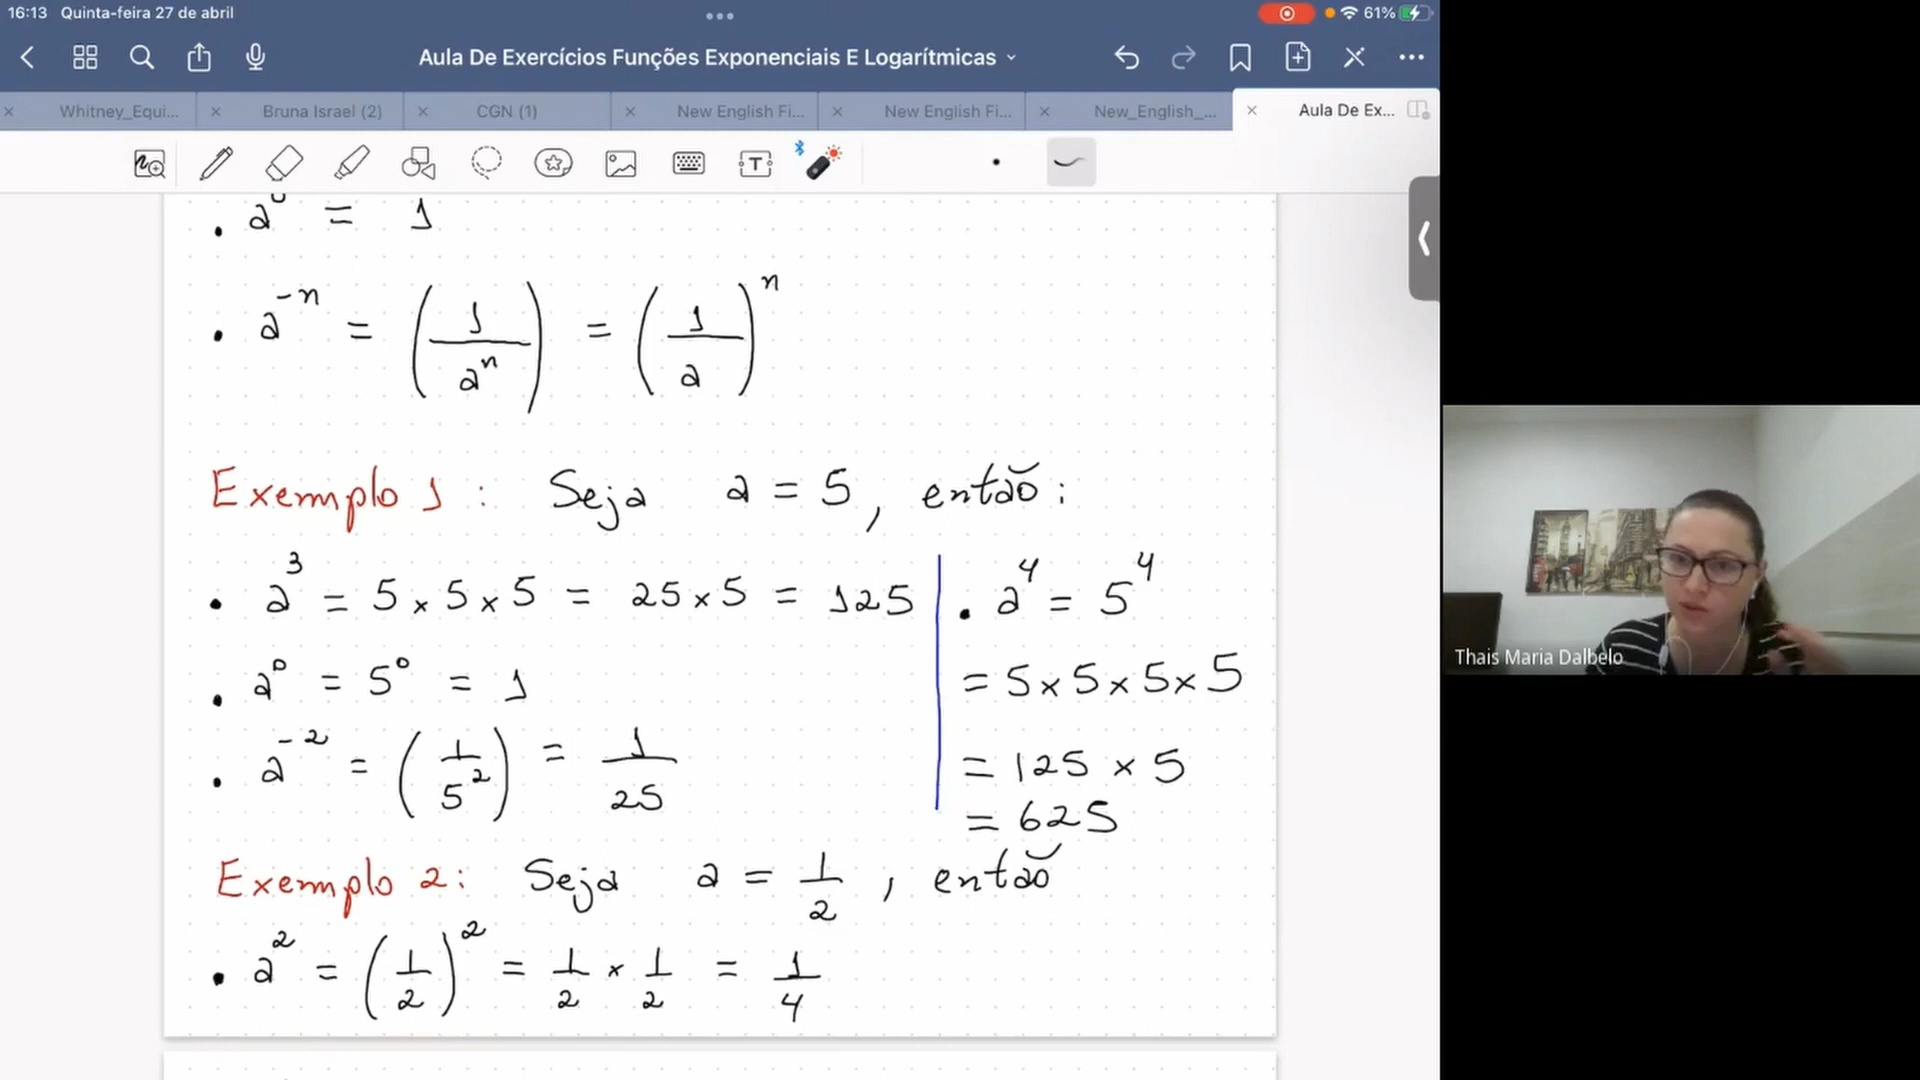 16:13 Quinta-feira 27 de abril
61%
Aula De Exercícios Funções Exponenciais E Logarítmicas
Whitney_Equi... Bruna Israel (2) CGN (1) New English Fi... New English Fi... New_English_... Aula De Ex...
T
• a⁰ = 1
• a⁻ⁿ = (1/aⁿ) = (1/a)ⁿ
Exemplo 1 : Seja a = 5, então:
• a³ = 5 × 5 × 5 = 25 × 5 = 125
• a⁰ = 5⁰ = 1
• a⁻² = (1/5²) = 1/25
• a⁴ = 5⁴
= 5 × 5 × 5 × 5
= 125 × 5
= 625
Exemplo 2: Seja a = 1/2, então
• a² = (1/2)² = 1/2 × 1/2 = 1/4
Thais Maria Dalbelo